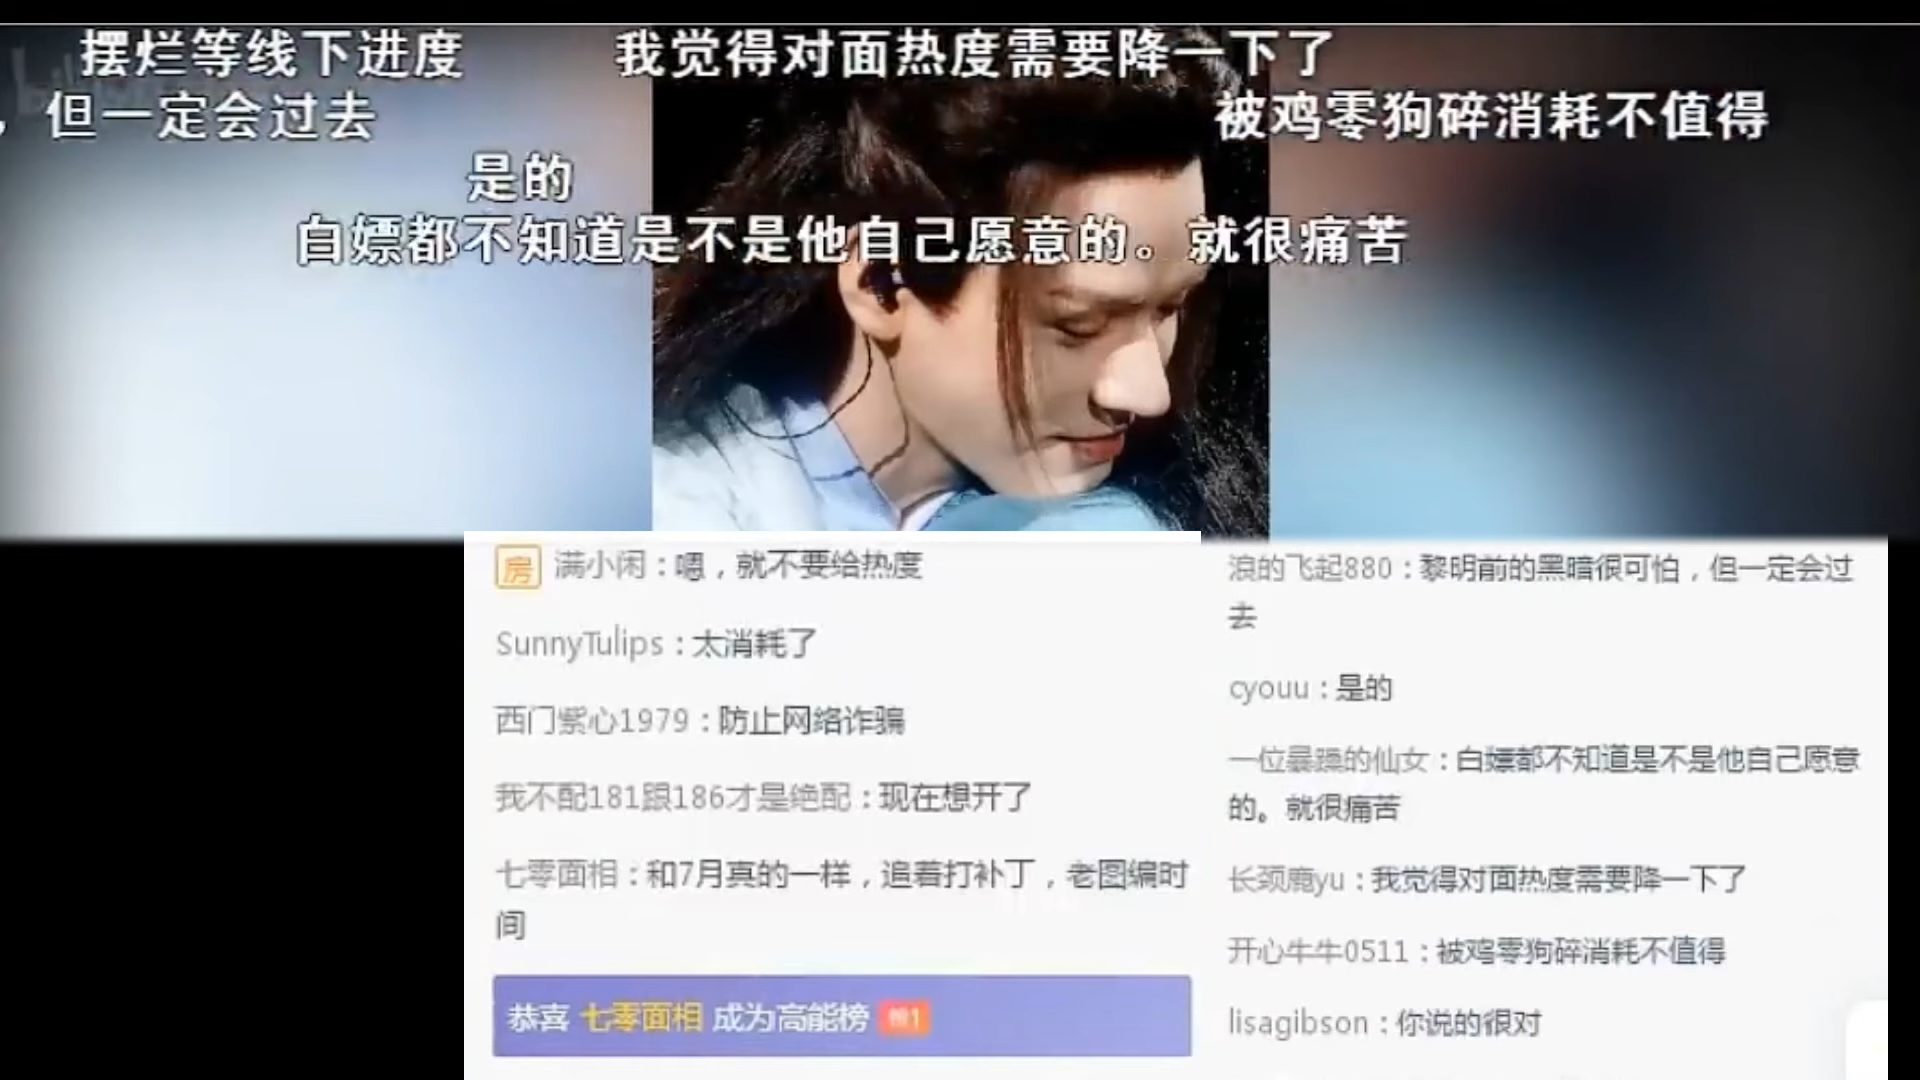 摆烂等线下进度
我觉得对面热度需要降一下了
，但一定会过去
被鸡零狗碎消耗不值得
是的
白嫖都不知道是不是他自己愿意的。就很痛苦
房 满小闲：嗯，就不要给热度
SunnyTulips：太消耗了
西门紫心1979：防止网络诈骗
我不配181跟186才是绝配：现在想开了
七零面相：和7月真的一样，追着打补丁，老图编时
间
恭喜 七零面相 成为高能榜 榜1
浪的飞起880：黎明前的黑暗很可怕，但一定会过
去
cyouu：是的
一位暴躁的仙女：白嫖都不知道是不是他自己愿意
的。就很痛苦
长颈鹿yu：我觉得对面热度需要降一下了
开心牛牛0511：被鸡零狗碎消耗不值得
lisagibson：你说的很对